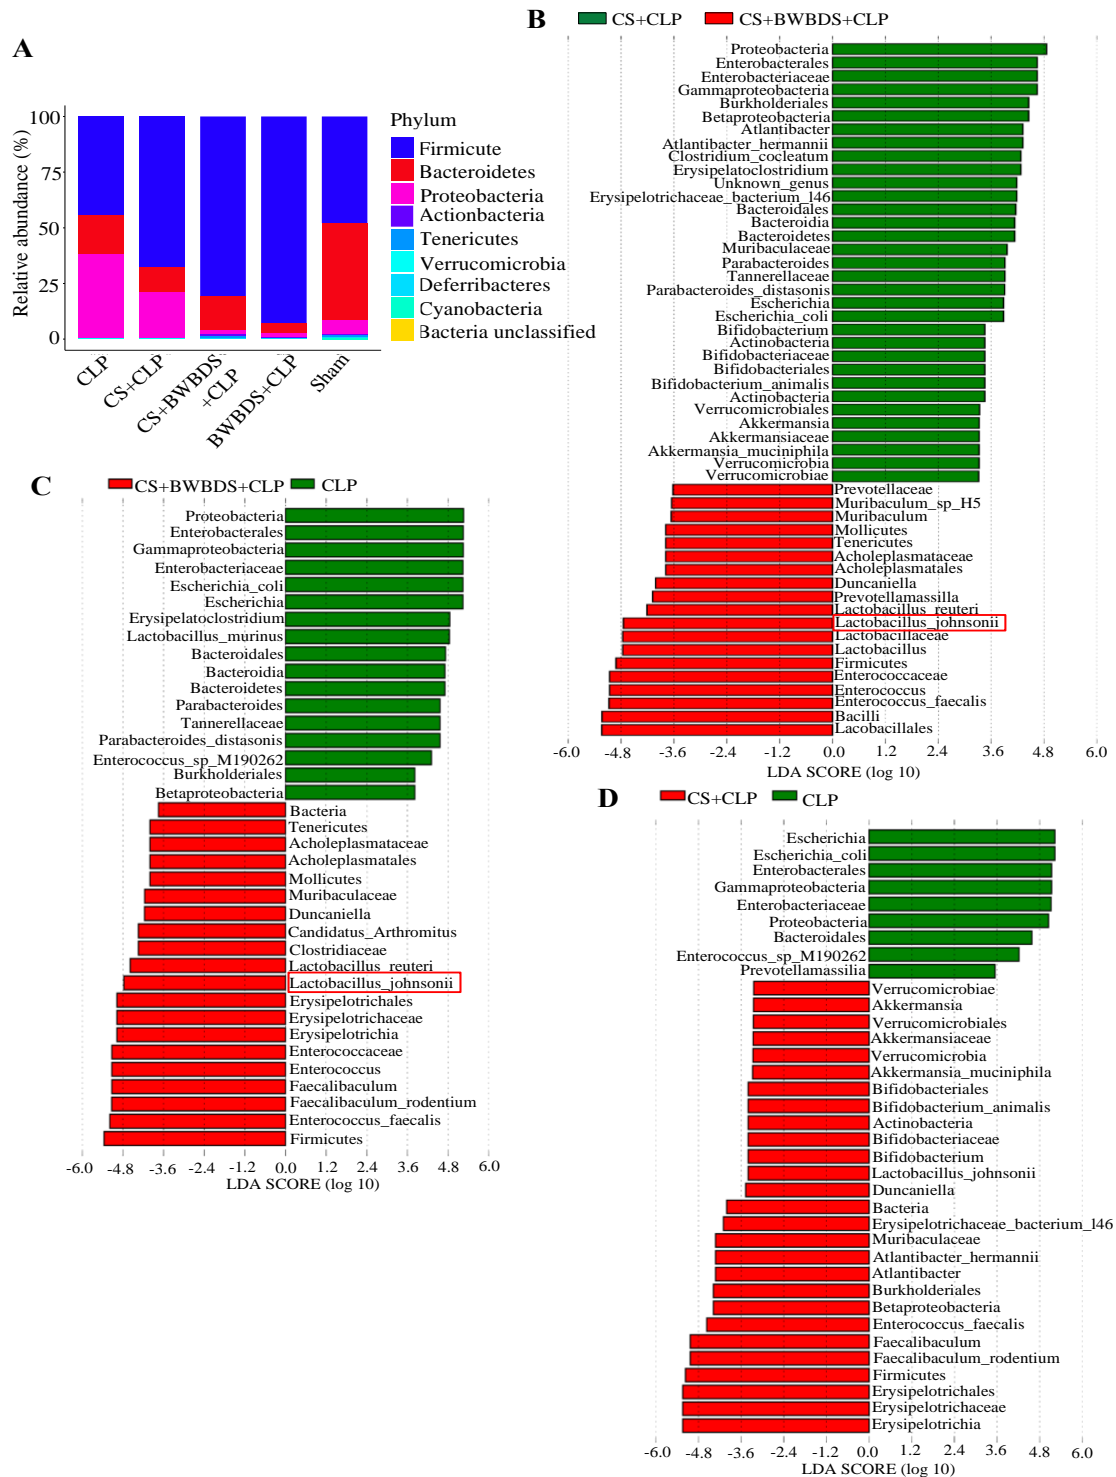 A
100
75
50
25
0
Relative abundance (%)
CLP
CS+CLP
CS+BWBDS
+CLP
BWBDS+CLP
Sham
Phylum
Firmicute
Bacteroidetes
Proteobacteria
Actionbacteria
Tenericutes
Verrucomicrobia
Deferribacteres
Cyanobacteria
Bacteria unclassified
B
CS+CLP CS+BWBDS+CLP
Proteobacteria
Enterobacterales
Enterobacteriaceae
Gammaproteobacteria
Burkholderiales
Betaproteobacteria
Atlantibacter
Atlantibacter_hermannii
Clostridium_cocleatum
Erysipelatoclostridium
Unknown_genus
Erysipelotrichaceae_bacterium_l46
Bacteroidales
Bacteroidia
Bacteroidetes
Muribaculaceae
Parabacteroides
Tannerellaceae
Parabacteroides_distasonis
Escherichia
Escherichia_coli
Bifidobacterium
Actinobacteria
Bifidobacteriaceae
Bifidobacteriales
Bifidobacterium_animalis
Actinobacteria
Verrucomicrobiales
Akkermansia
Akkermansiaceae
Akkermansia_muciniphila
Verrucomicrobia
Verrucomicrobiae
Prevotellaceae
Muribaculum_sp_H5
Muribaculum
Mollicutes
Tenericutes
Acholeplasmataceae
Acholeplasmatales
Duncaniella
Prevotellamassilla
Lactobacillus_reuteri
Lactobacillus_johnsonii
Lactobacillaceae
Lactobacillus
Firmicutes
Enterococcaceae
Enterococcus
Enterococcus_faecalis
Bacilli
Lacobacillales
-6.0 -4.8 -3.6 -2.4 -1.2 0.0 1.2 2.4 3.6 4.8 6.0
LDA SCORE (log 10)
C
CS+BWBDS+CLP CLP
Proteobacteria
Enterobacterales
Gammaproteobacteria
Enterobacteriaceae
Escherichia_coli
Escherichia
Erysipelatoclostridium
Lactobacillus_murinus
Bacteroidales
Bacteroidia
Bacteroidetes
Parabacteroides
Tannerellaceae
Parabacteroides_distasonis
Enterococcus_sp_M190262
Burkholderiales
Betaproteobacteria
Bacteria
Tenericutes
Acholeplasmataceae
Acholeplasmatales
Mollicutes
Muribaculaceae
Duncaniella
Candidatus_Arthromitus
Clostridiaceae
Lactobacillus_reuteri
Lactobacillus_johnsonii
Erysipelotrichales
Erysipelotrichaceae
Erysipelotrichia
Enterococcaceae
Enterococcus
Faecalibaculum
Faecalibaculum_rodentium
Enterococcus_faecalis
Firmicutes
-6.0 -4.8 -3.6 -2.4 -1.2 0.0 1.2 2.4 3.6 4.8 6.0
LDA SCORE (log 10)
D
CS+CLP CLP
Escherichia
Escherichia_coli
Enterobacterales
Gammaproteobacteria
Enterobacteriaceae
Proteobacteria
Bacteroidales
Enterococcus_sp_M190262
Prevotellamassilia
Verrucomicrobiae
Akkermansia
Verrucomicrobiales
Akkermansiaceae
Verrucomicrobia
Akkermansia_muciniphila
Bifidobacteriales
Bifidobacterium_animalis
Actinobacteria
Bifidobacteriaceae
Bifidobacterium
Lactobacillus_johnsonii
Duncaniella
Bacteria
Erysipelotrichaceae_bacterium_l46
Muribaculaceae
Atlantibacter_hermannii
Atlantibacter
Burkholderiales
Betaproteobacteria
Enterococcus_faecalis
Faecalibaculum
Faecalibaculum_rodentium
Firmicutes
Erysipelotrichales
Erysipelotrichaceae
Erysipelotrichia
-6.0 -4.8 -3.6 -2.4 -1.2 0.0 1.2 2.4 3.6 4.8 6.0
LDA SCORE (log 10)